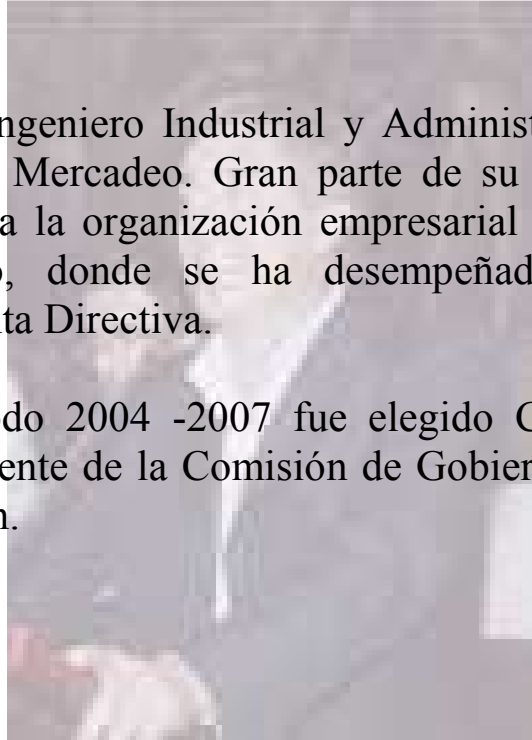 ngeniero Industrial y Administ
Mercadeo. Gran parte de su
a la organización empresarial
o, donde se ha desempeñad
ta Directiva.
do 2004 -2007 fue elegido C
ente de la Comisión de Gobier
n.